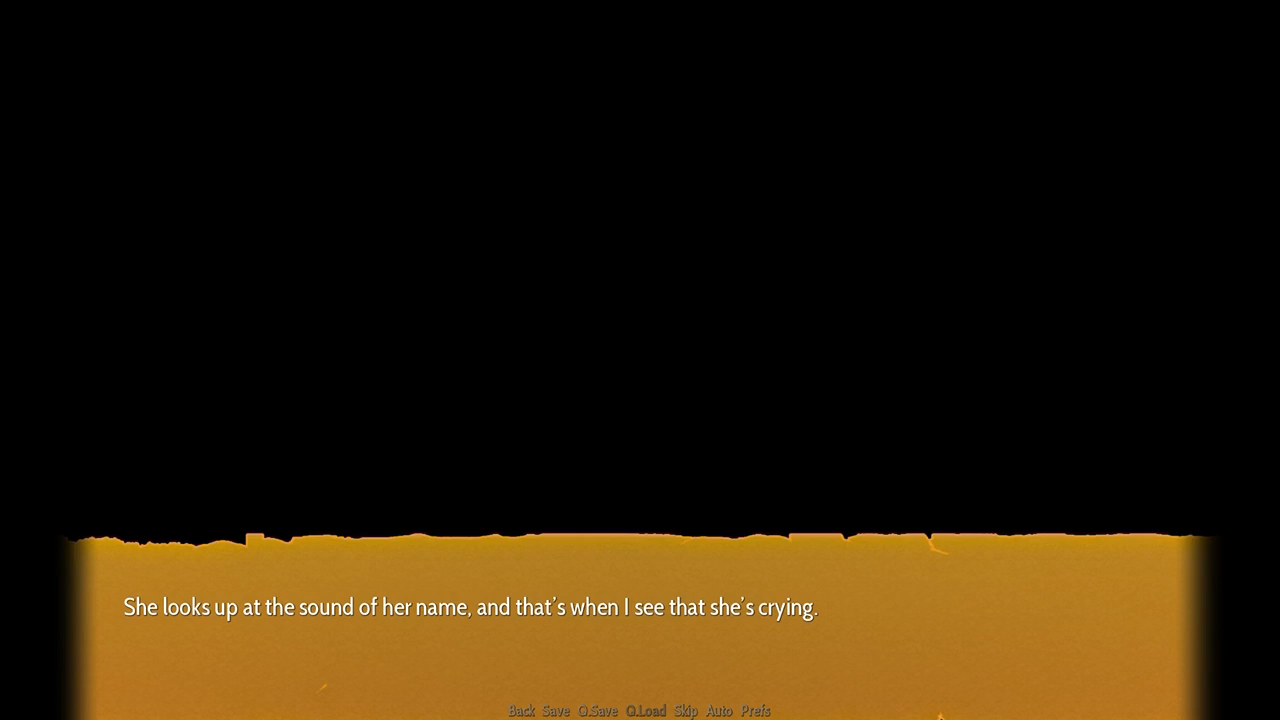 She looks up at the sound of her name, and that’s when I see that she’s crying.
Back Save Q.Save Q.Load Skip Auto Prefs